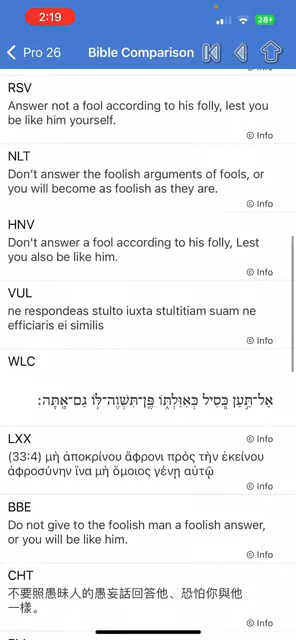 2:19
28+
Pro 26
Bible Comparison
RSV
Answer not a fool according to his folly, lest you
be like him yourself.
© Info
NLT
Don’t answer the foolish arguments of fools, or
you will become as foolish as they are.
© Info
HNV
Don't answer a fool according to his folly, Lest
you also be like him.
© Info
VUL
ne respondeas stulto iuxta stultitiam suam ne
efficiaris ei similis
© Info
WLC
אַל־תַּ֣עַן כְּ֭סִיל כְּאִוַּלְתּ֑וֹ פֶּֽן־תִּשְׁוֶה־לּ֥וֹ גַם־אָֽתָּה׃
LXX
© Info
(33:4) μὴ ἀποκρίνου ἄφρονι πρὸς τὴν ἐκείνου
ἀφροσύνην ἵνα μὴ ὅμοιος γένῃ αὐτῷ
© Info
BBE
Do not give to the foolish man a foolish answer,
or you will be like him.
© Info
CHT
不要照愚昧人的愚妄話回答他、恐怕你與他
一樣。
© Info